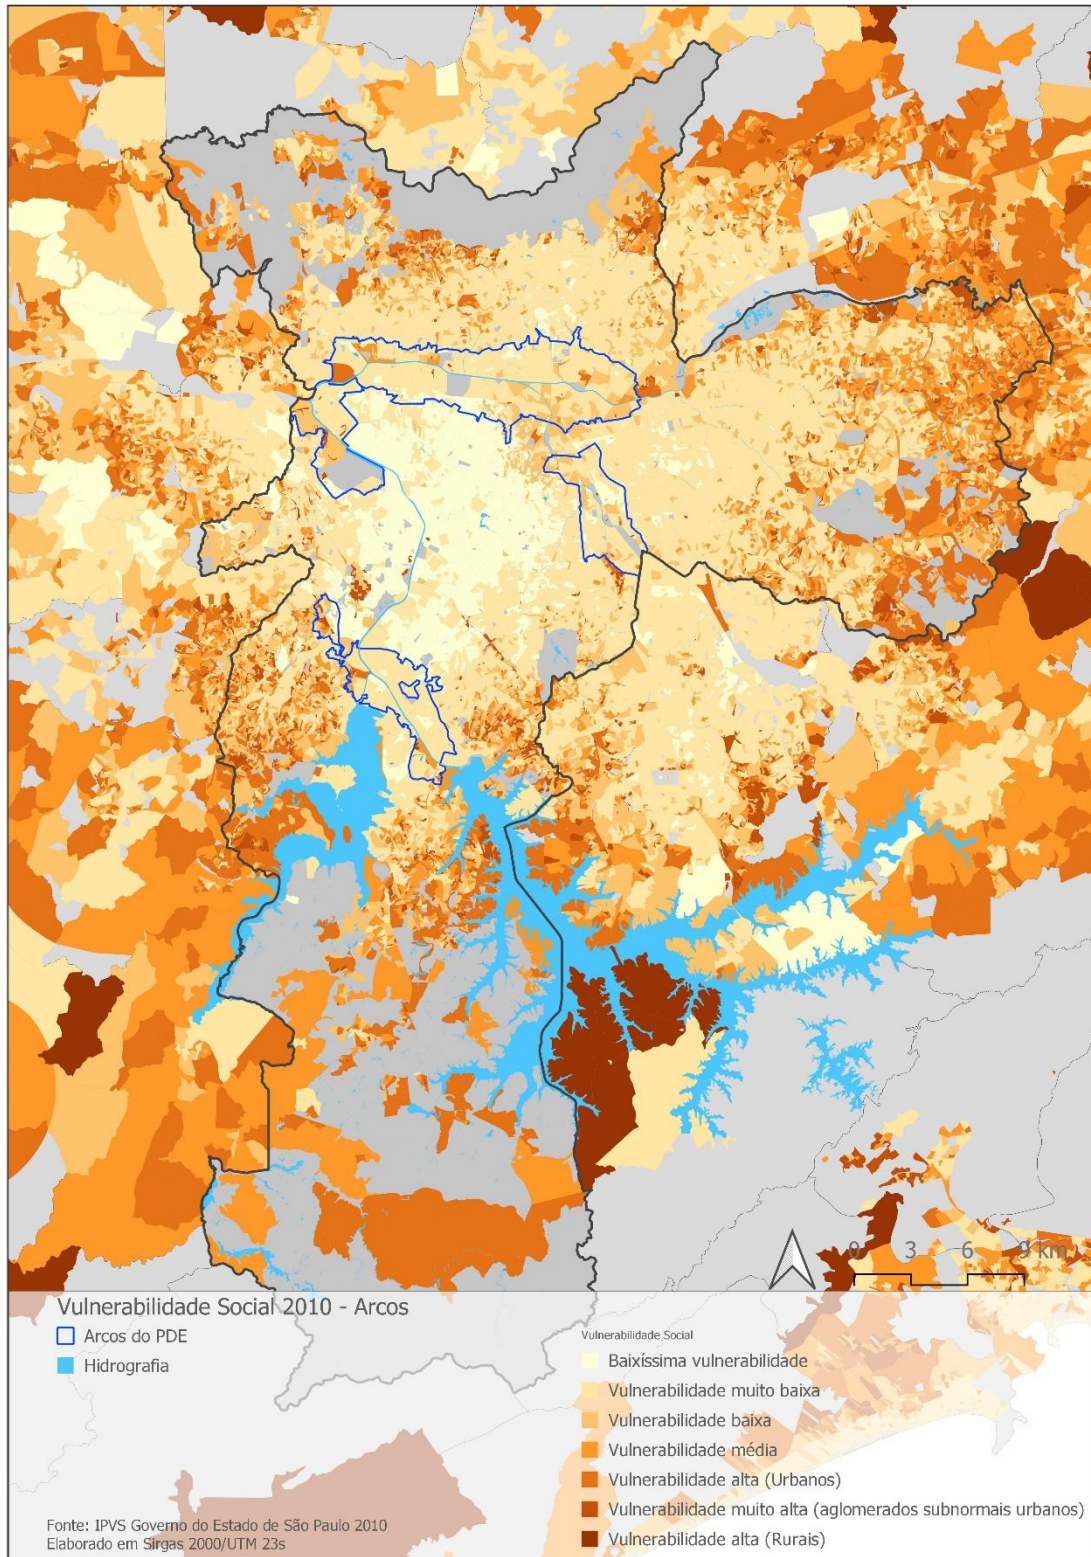 0 3 6 9 km
Vulnerabilidade Social 2010 - Arcos
Arcos do PDE
Hidrografia
Vulnerabilidade Social
Baixíssima vulnerabilidade
Vulnerabilidade muito baixa
Vulnerabilidade baixa
Vulnerabilidade média
Vulnerabilidade alta (Urbanos)
Vulnerabilidade muito alta (aglomerados subnormais urbanos)
Vulnerabilidade alta (Rurais)
Fonte: IPVS Governo do Estado de São Paulo 2010
Elaborado em Sirgas 2000/UTM 23s